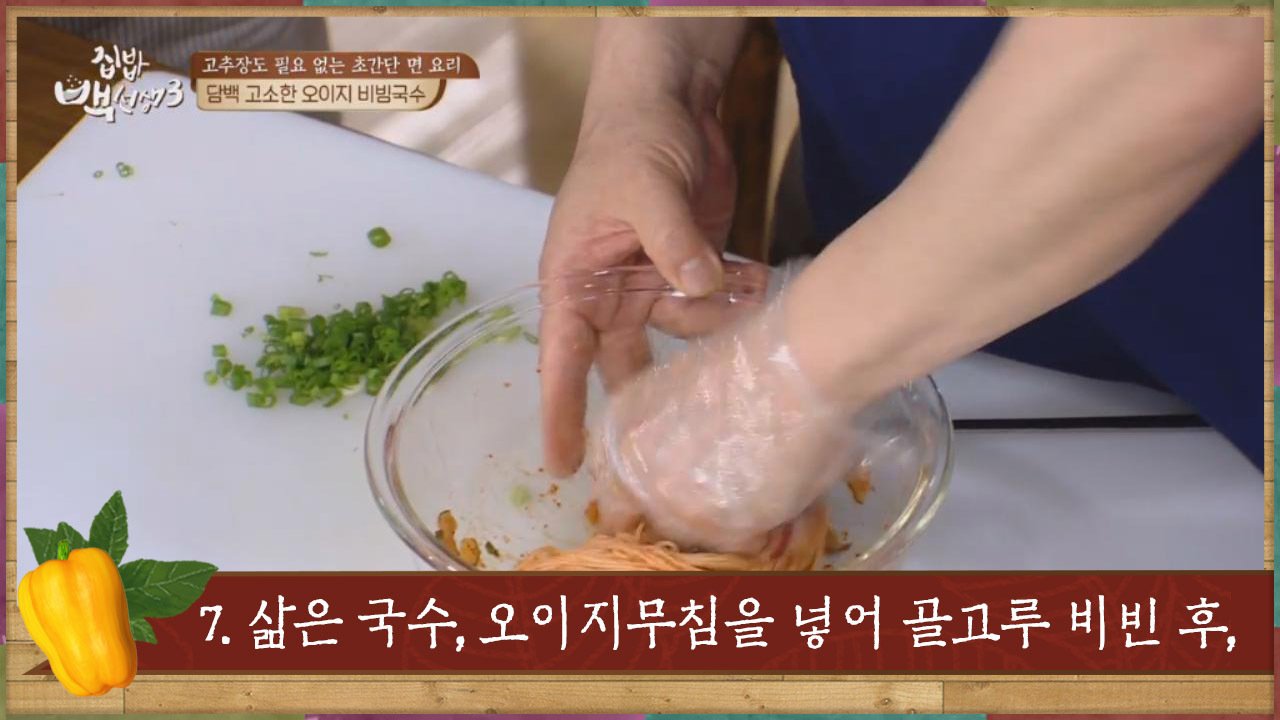 집밥
백선생3
고추장도 필요 없는 초간단 면 요리
담백 고소한 오이지 비빔국수
7. 삶은 국수, 오이지무침을 넣어 골고루 비빈 후,